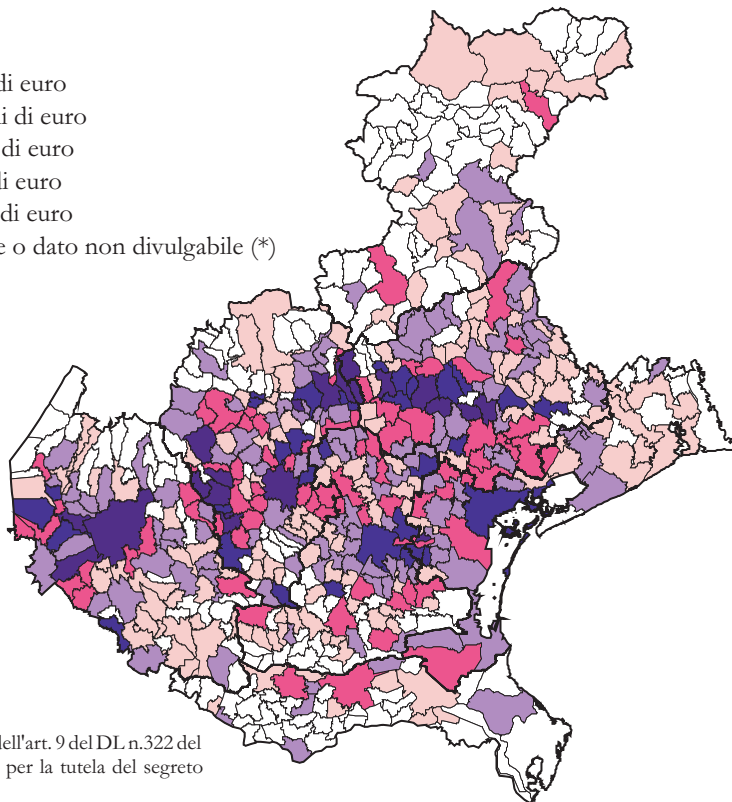 di euro
i di euro
di euro
di euro
di euro
e o dato non divulgabile (*)
dell'art. 9 del DL n.322 del
per la tutela del segreto